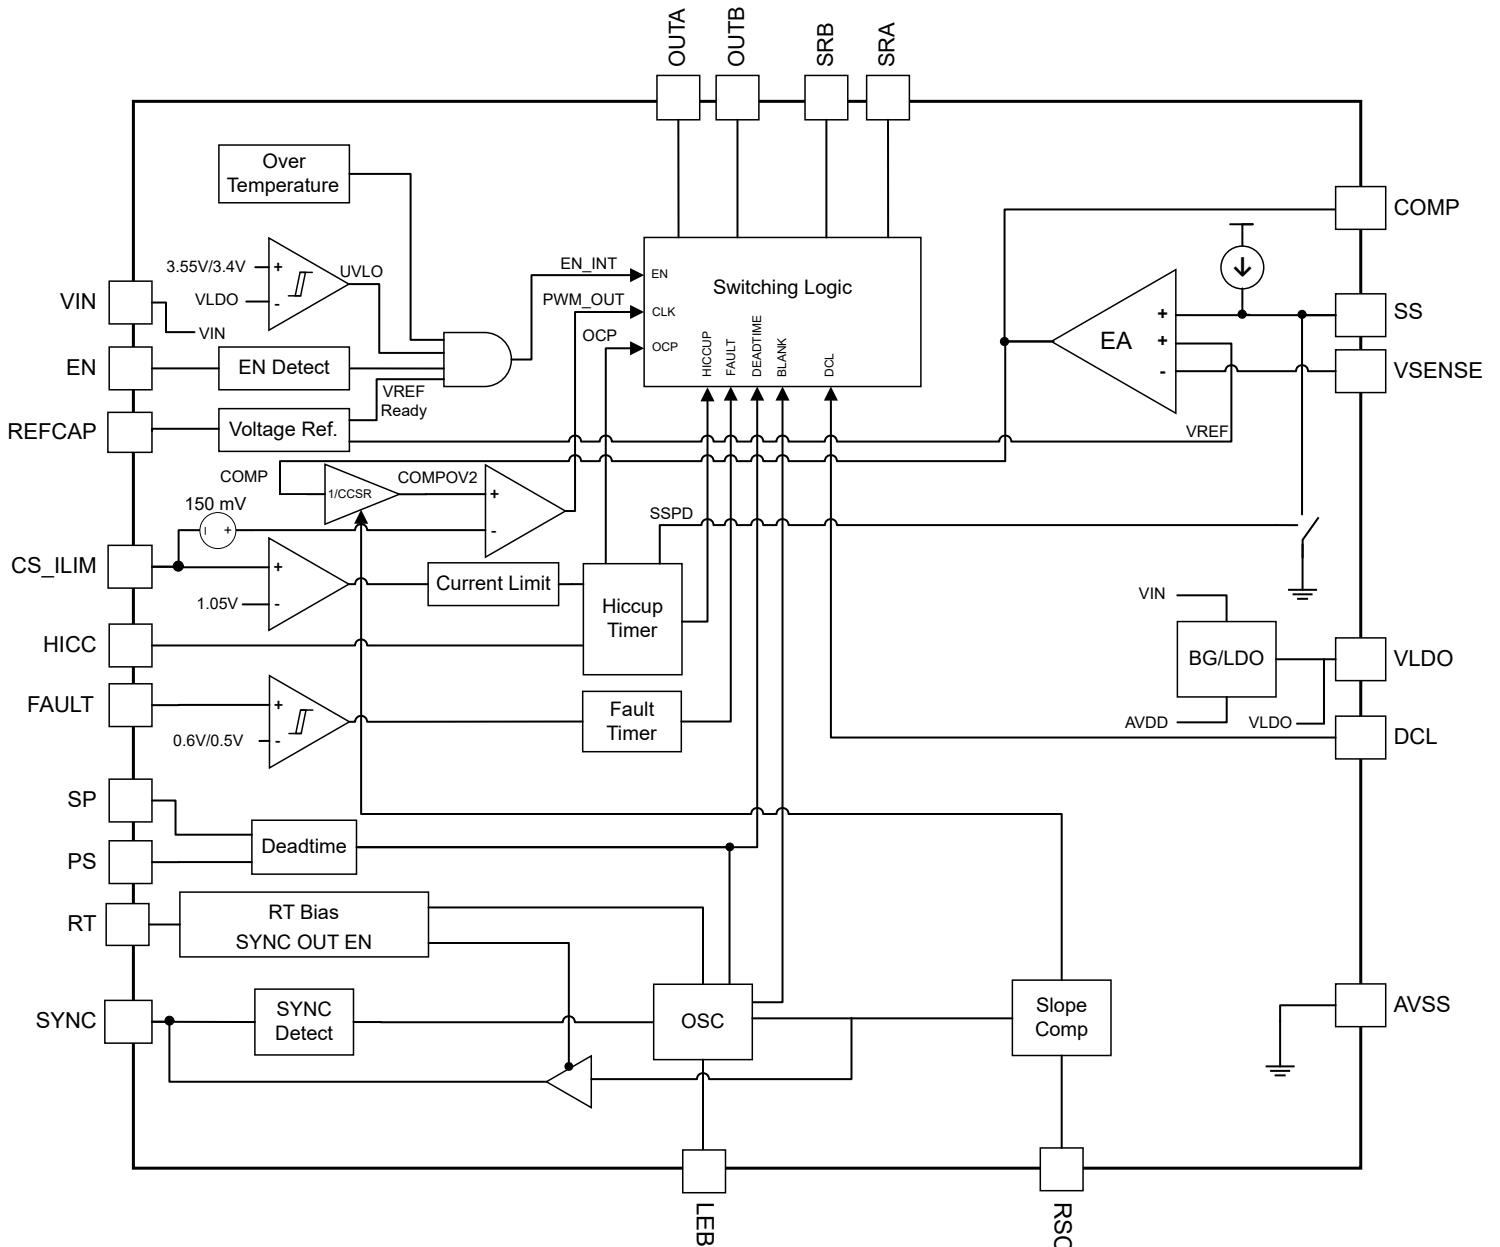 OUTA
OUTB
SRB
SRA
Over
Temperature
3.55V/3.4V
+
UVLO
VLDO
-
VIN
VIN
EN
EN Detect
VREF
Ready
REFCAP
Voltage Ref.
EN_INT
PWM_OUT
OCP
EN
CLK
OCP
Switching Logic
HICCUP
FAULT
DEADTIME
BLANK
DCL
COMP
SS
VSENSE
EA
+
+
-
VREF
COMP
1/CCSR
COMPOV2
+
-
150 mV
+
CS_ILIM
+
1.05V
-
Current Limit
SSPD
Hiccup
Timer
HICC
FAULT
+
0.6V/0.5V
-
Fault
Timer
VIN
BG/LDO
VLDO
AVDD
VLDO
DCL
SP
PS
Deadtime
RT
RT Bias
SYNC OUT EN
SYNC
SYNC
Detect
OSC
Slope
Comp
AVSS
LEB